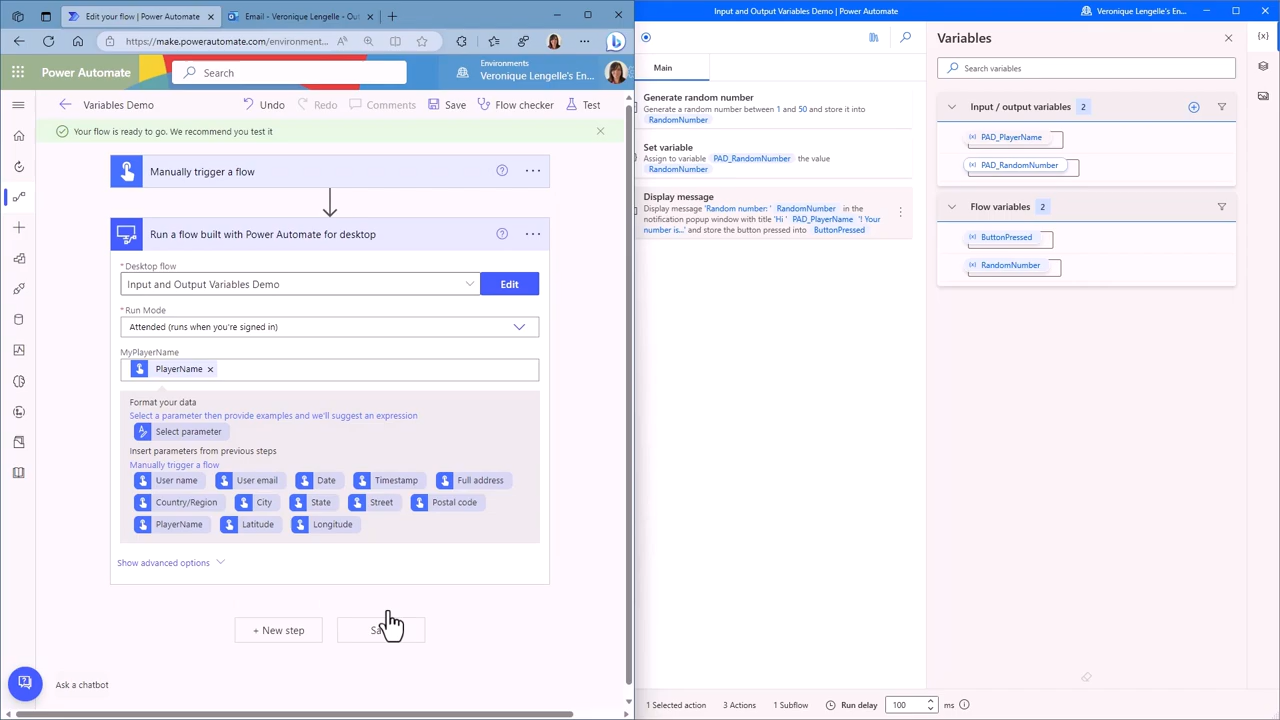 Edit your flow | Power Automate
Email - Veronique Lengelle - Out
https://make.powerautomate.com/environment...
Power Automate
Search
Environments
Veronique Lengelle's En...
Variables Demo
Undo
Redo
Comments
Save
Flow checker
Test
Your flow is ready to go. We recommend you test it
Manually trigger a flow
Run a flow built with Power Automate for desktop
* Desktop flow
Input and Output Variables Demo
Edit
* Run Mode
Attended (runs when you're signed in)
MyPlayerName
PlayerName
Format your data
Select a parameter then provide examples and we'll suggest an expression
Select parameter
Insert parameters from previous steps
Manually trigger a flow
User name User email Date Timestamp Full address
Country/Region City State Street Postal code
PlayerName Latitude Longitude
Show advanced options
+ New step
Ask a chatbot
Input and Output Variables Demo | Power Automate
Veronique Lengelle's En...
Main
Generate random number
Generate a random number between 1 and 50 and store it into
RandomNumber
Set variable
Assign to variable PAD_RandomNumber the value
RandomNumber
Display message
Display message 'Random number: ' RandomNumber in the
notification popup window with title 'Hi ' PAD_PlayerName '! Your
number is...' and store the button pressed into ButtonPressed
Variables
Search variables
Input / output variables 2
{x} PAD_PlayerName
{x} PAD_RandomNumber
Flow variables 2
{x} ButtonPressed
{x} RandomNumber
{x}
1 Selected action
3 Actions
1 Subflow
Run delay
100
ms